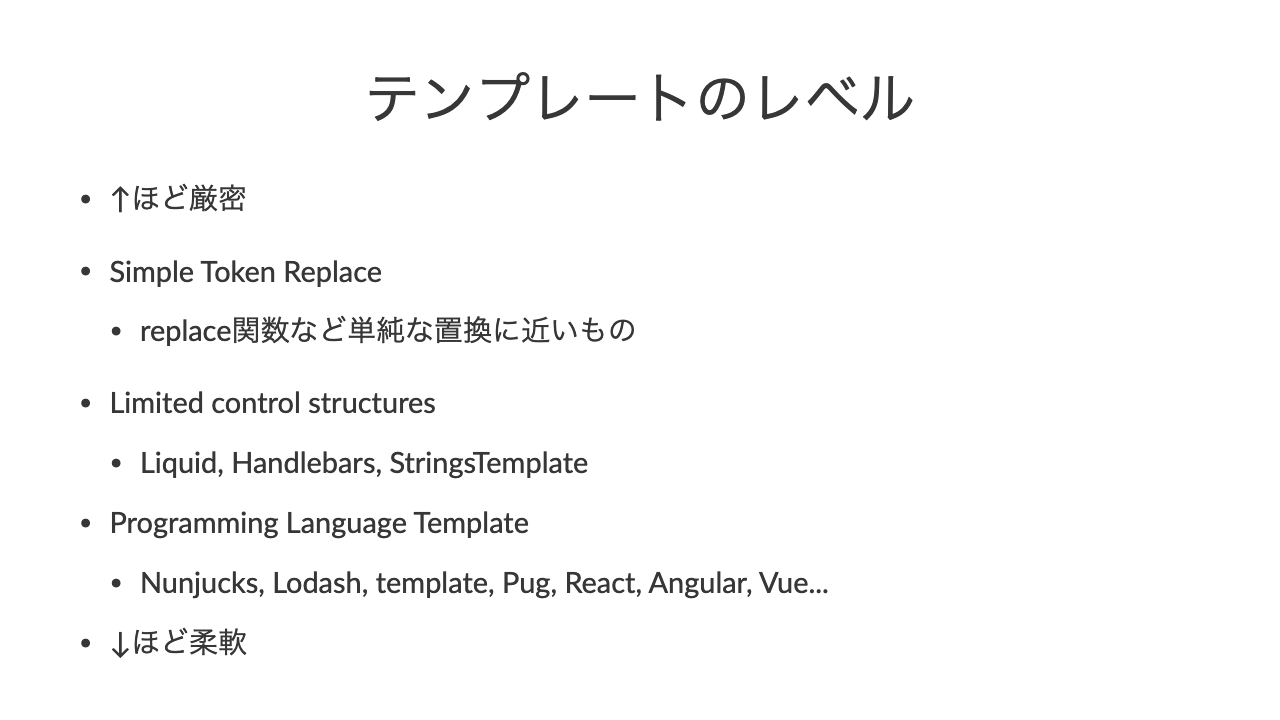 テンプレートのレベル
• ↑ほど厳密
• Simple Token Replace
• replace関数など単純な置換に近いもの
• Limited control structures
• Liquid, Handlebars, StringsTemplate
• Programming Language Template
• Nunjucks, Lodash, template, Pug, React, Angular, Vue...
• ↓ほど柔軟